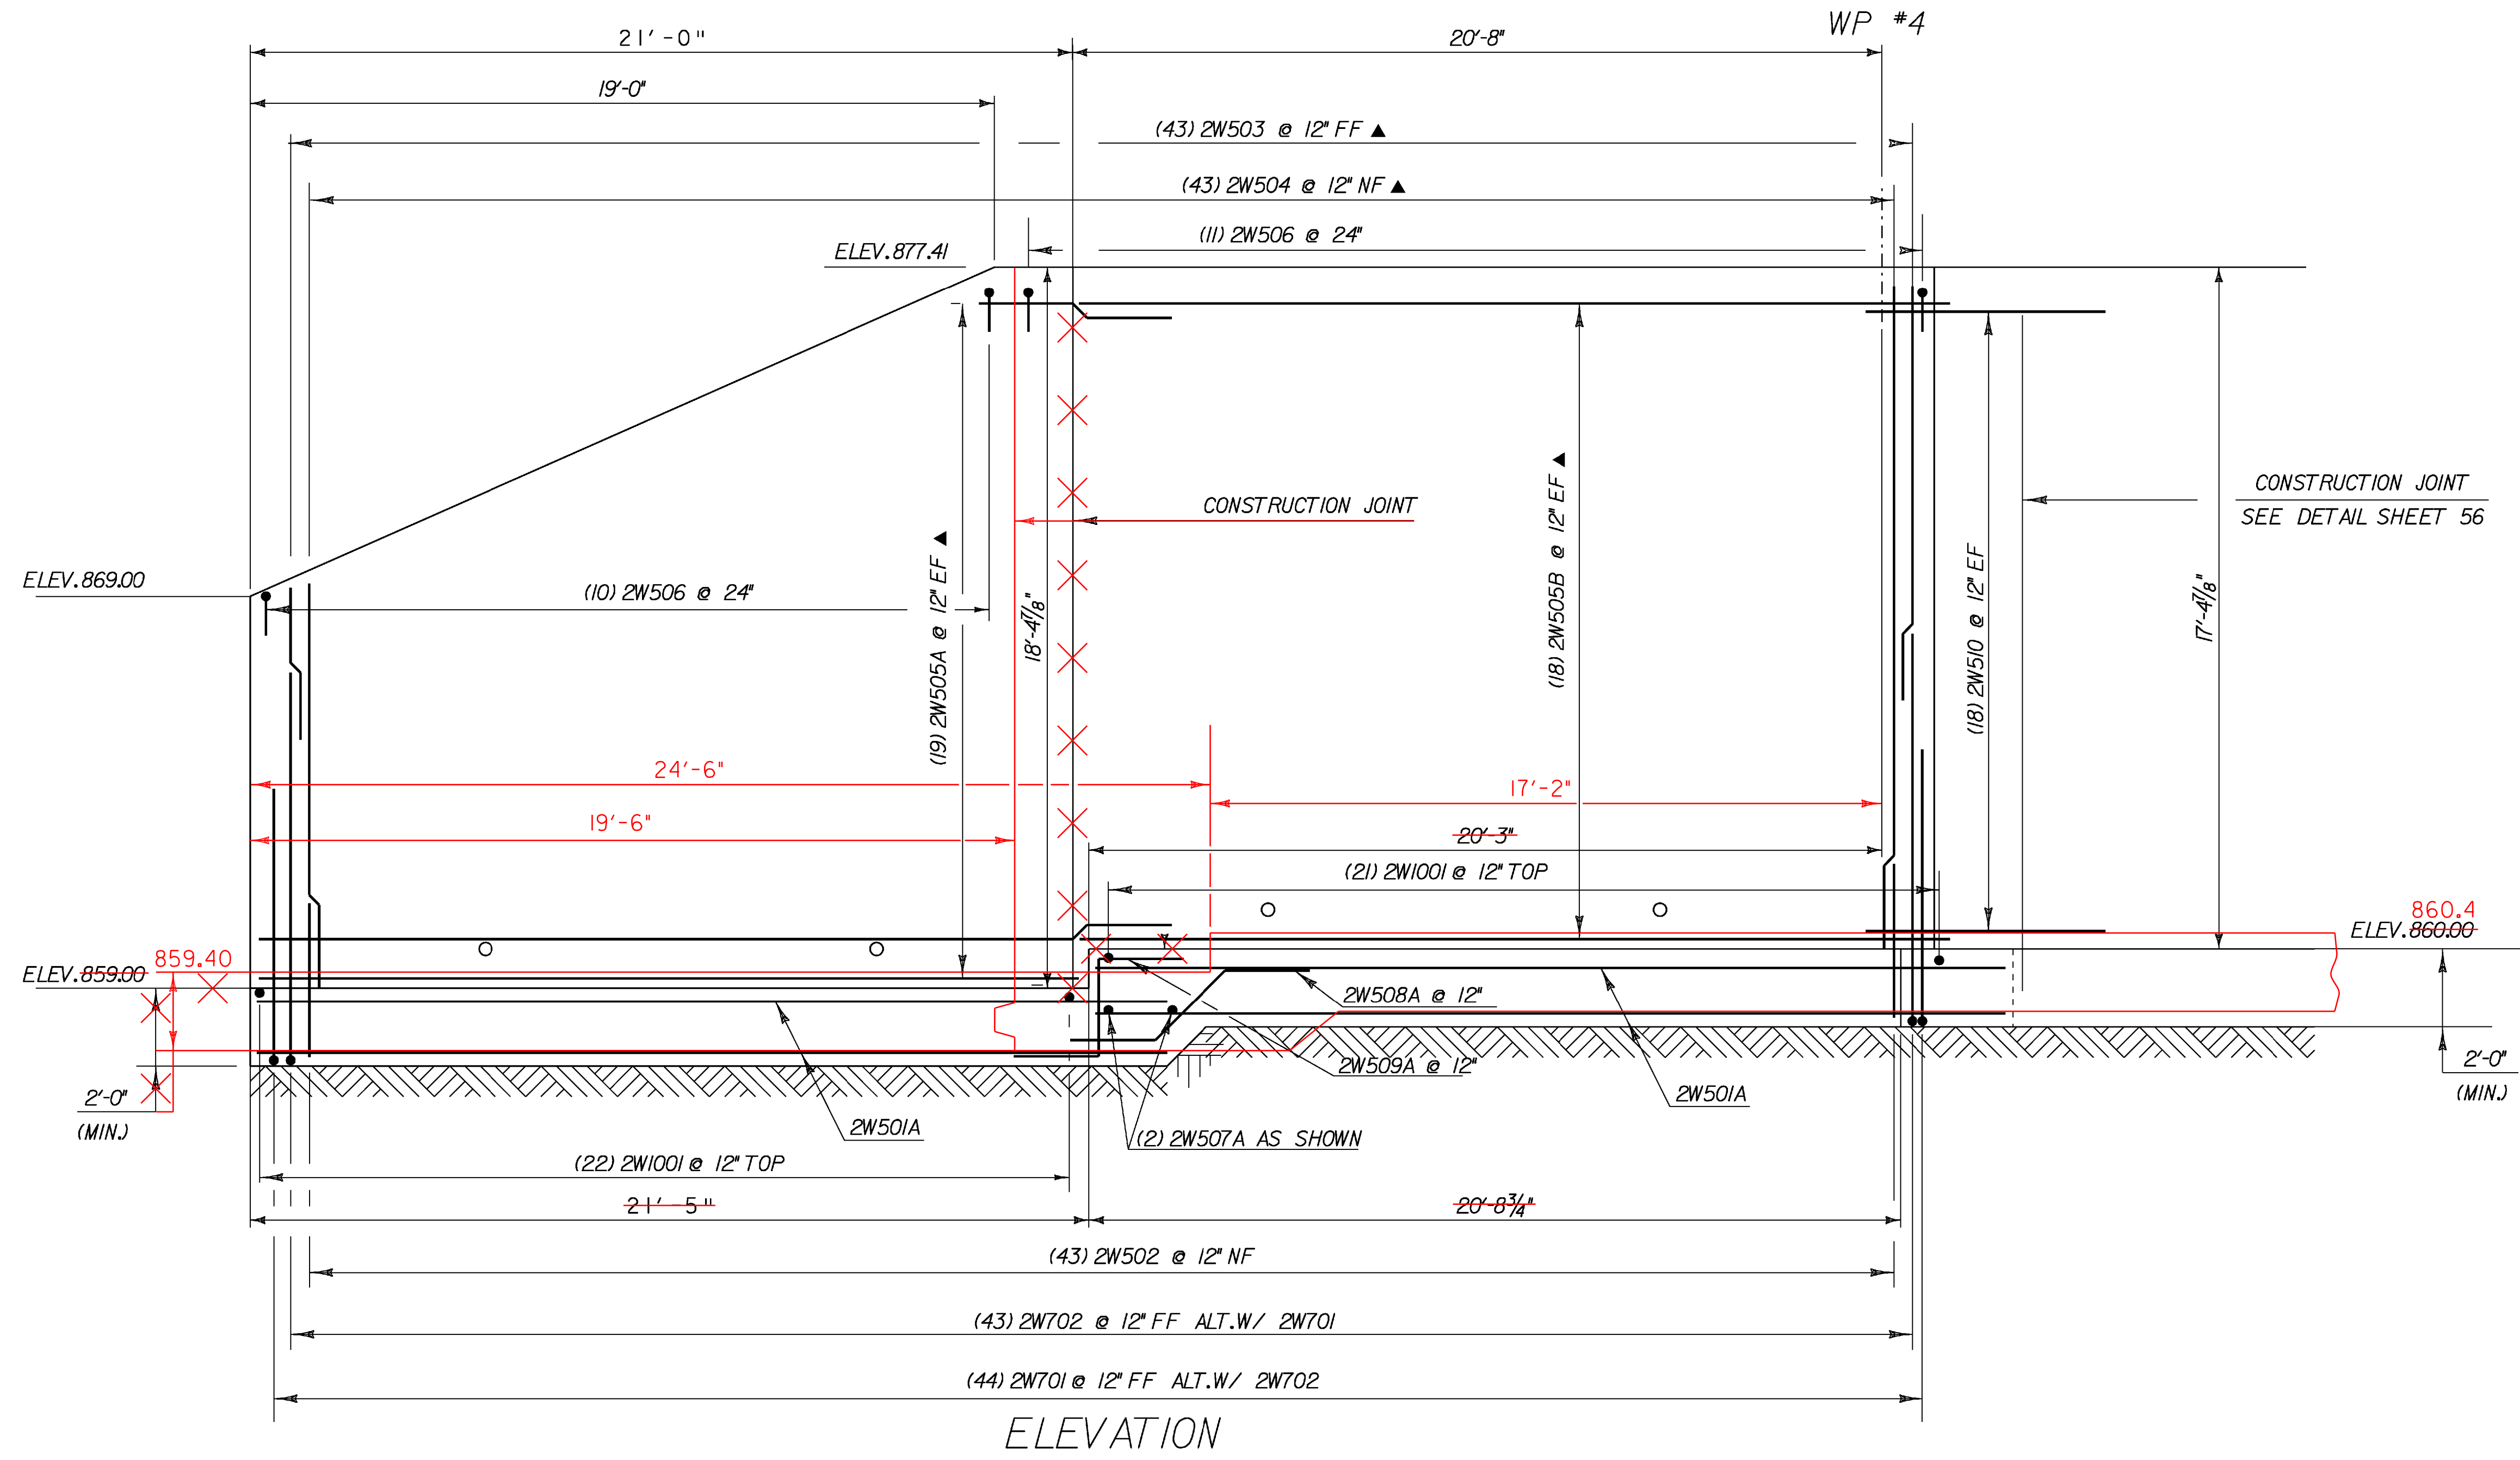 WP #4
21'-0"
20'-8"
19'-0"
(43) 2W503 @ 12" FF ▲
(43) 2W504 @ 12" NF ▲
(11) 2W506 @ 24"
ELEV. 877.41
CONSTRUCTION JOINT
CONSTRUCTION JOINT
SEE DETAIL SHEET 56
ELEV. 869.00
(10) 2W506 @ 24"
(19) 2W505A @ 12" EF ▲
18'-4 7/8"
(18) 2W505B @ 12" EF ▲
(18) 2W510 @ 12" EF
17'-4 7/8"
24'-6"
17'-2"
19'-6"
20'-3"
(21) 2W1001 @ 12" TOP
860.4
ELEV. 860.00
859.40
ELEV. 859.00
2W508A @ 12"
2W509A @ 12"
2'-0"
(MIN.)
2W501A
2'-0"
(MIN.)
2W501A
(2) 2W507A AS SHOWN
(22) 2W1001 @ 12" TOP
21'-5"
20'-8 3/4"
(43) 2W502 @ 12" NF
(43) 2W702 @ 12" FF ALT. W/ 2W701
(44) 2W701 @ 12" FF ALT. W/ 2W702
ELEVATION